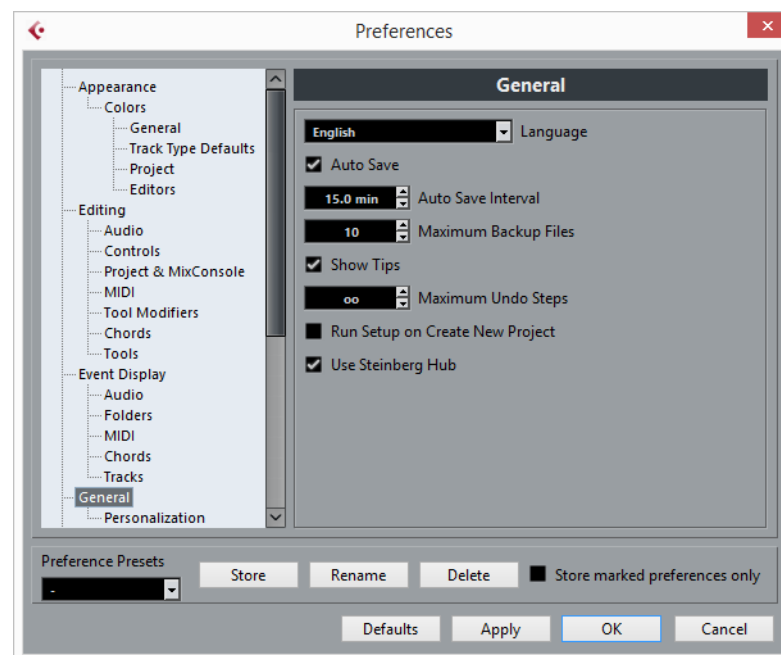 Preferences
Appearance
Colors
General
Track Type Defaults
Project
Editors
Editing
Audio
Controls
Project & MixConsole
MIDI
Tool Modifiers
Chords
Tools
Event Display
Audio
Folders
MIDI
Chords
Tracks
General
Personalization
General
English Language
Auto Save
15.0 min Auto Save Interval
10 Maximum Backup Files
Show Tips
oo Maximum Undo Steps
Run Setup on Create New Project
Use Steinberg Hub
Preference Presets
-
Store Rename Delete Store marked preferences only
Defaults Apply OK Cancel